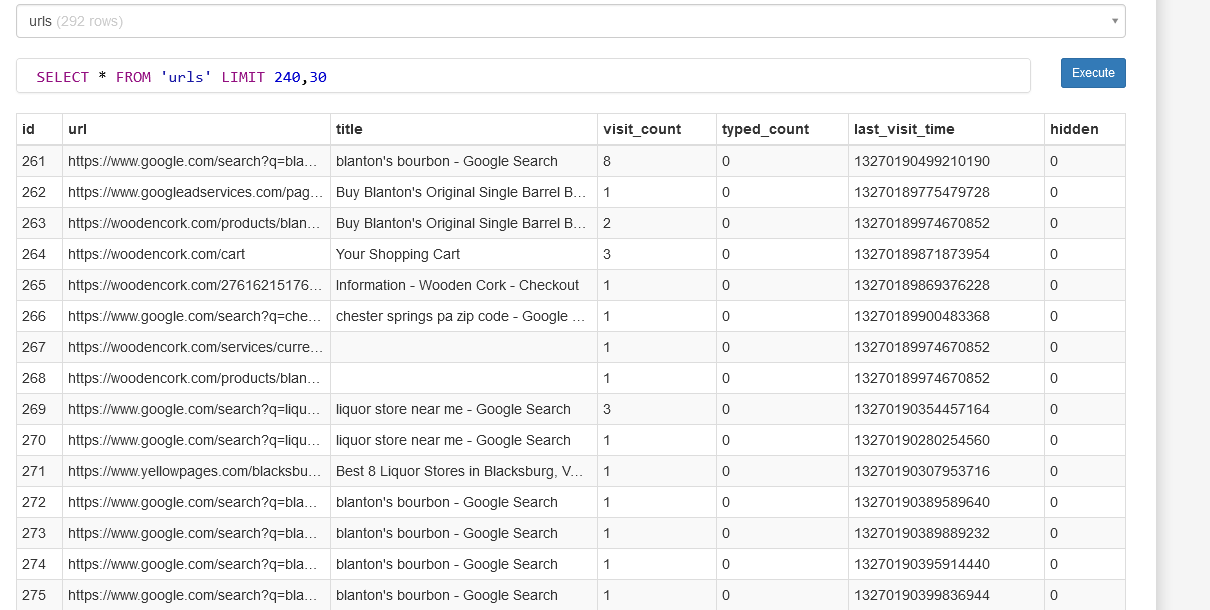 urls (292 rows)
SELECT * FROM 'urls' LIMIT 240,30
Execute
id url title visit_count typed_count last_visit_time hidden
261 https://www.google.com/search?q=bla... blanton's bourbon - Google Search 8 0 13270190499210190 0
262 https://www.googleadservices.com/pag... Buy Blanton's Original Single Barrel B... 1 0 13270189775479728 0
263 https://woodencork.com/products/blan... Buy Blanton's Original Single Barrel B... 2 0 13270189974670852 0
264 https://woodencork.com/cart Your Shopping Cart 3 0 13270189871873954 0
265 https://woodencork.com/27616215176... Information - Wooden Cork - Checkout 1 0 13270189869376228 0
266 https://www.google.com/search?q=che... chester springs pa zip code - Google ... 1 0 13270189900483368 0
267 https://woodencork.com/services/curre... 1 0 13270189974670852 0
268 https://woodencork.com/products/blan... 1 0 13270189974670852 0
269 https://www.google.com/search?q=liqu... liquor store near me - Google Search 3 0 13270190354457164 0
270 https://www.google.com/search?q=liqu... liquor store near me - Google Search 1 0 13270190280254560 0
271 https://www.yellowpages.com/blacksbu... Best 8 Liquor Stores in Blacksburg, V... 1 0 13270190307953716 0
272 https://www.google.com/search?q=bla... blanton's bourbon - Google Search 1 0 13270190389589640 0
273 https://www.google.com/search?q=bla... blanton's bourbon - Google Search 1 0 13270190389889232 0
274 https://www.google.com/search?q=bla... blanton's bourbon - Google Search 1 0 13270190395914440 0
275 https://www.google.com/search?q=bla... blanton's bourbon - Google Search 1 0 13270190399836944 0